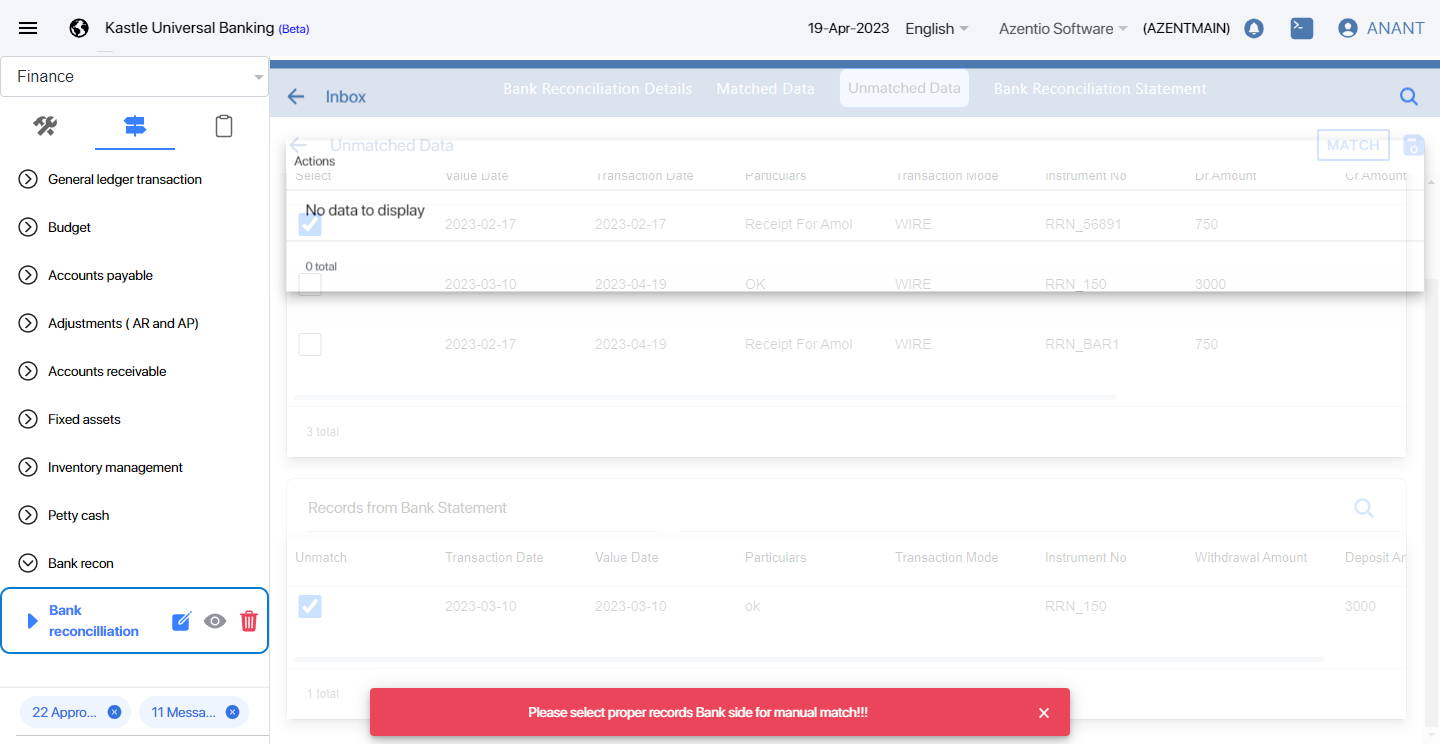 Kastle Universal Banking (Beta)
19-Apr-2023 English Azentio Software (AZENTMAIN) ANANT
Finance
General ledger transaction
Budget
Accounts payable
Adjustments ( AR and AP)
Accounts receivable
Fixed assets
Inventory management
Petty cash
Bank recon
Bank
reconcilliation
22 Appro... 11 Messa...
Inbox
Bank Reconciliation Details Matched Data Unmatched Data Bank Reconciliation Statement
Unmatched Data
MATCH
Actions
Select Value Date Transaction Date Particulars Transaction Mode Instrument No Dr.Amount Cr.Amount
No data to display
2023-02-17 2023-02-17 Receipt For Amol WIRE RRN_56891 750
0 total
2023-03-10 2023-04-19 OK WIRE RRN_150 3000
2023-02-17 2023-04-19 Receipt For Amol WIRE RRN_BAR1 750
3 total
Records from Bank Statement
Unmatch Transaction Date Value Date Particulars Transaction Mode Instrument No Withdrawal Amount Deposit An
2023-03-10 2023-03-10 ok RRN_150 3000
1 total
Please select proper records Bank side for manual match!!!